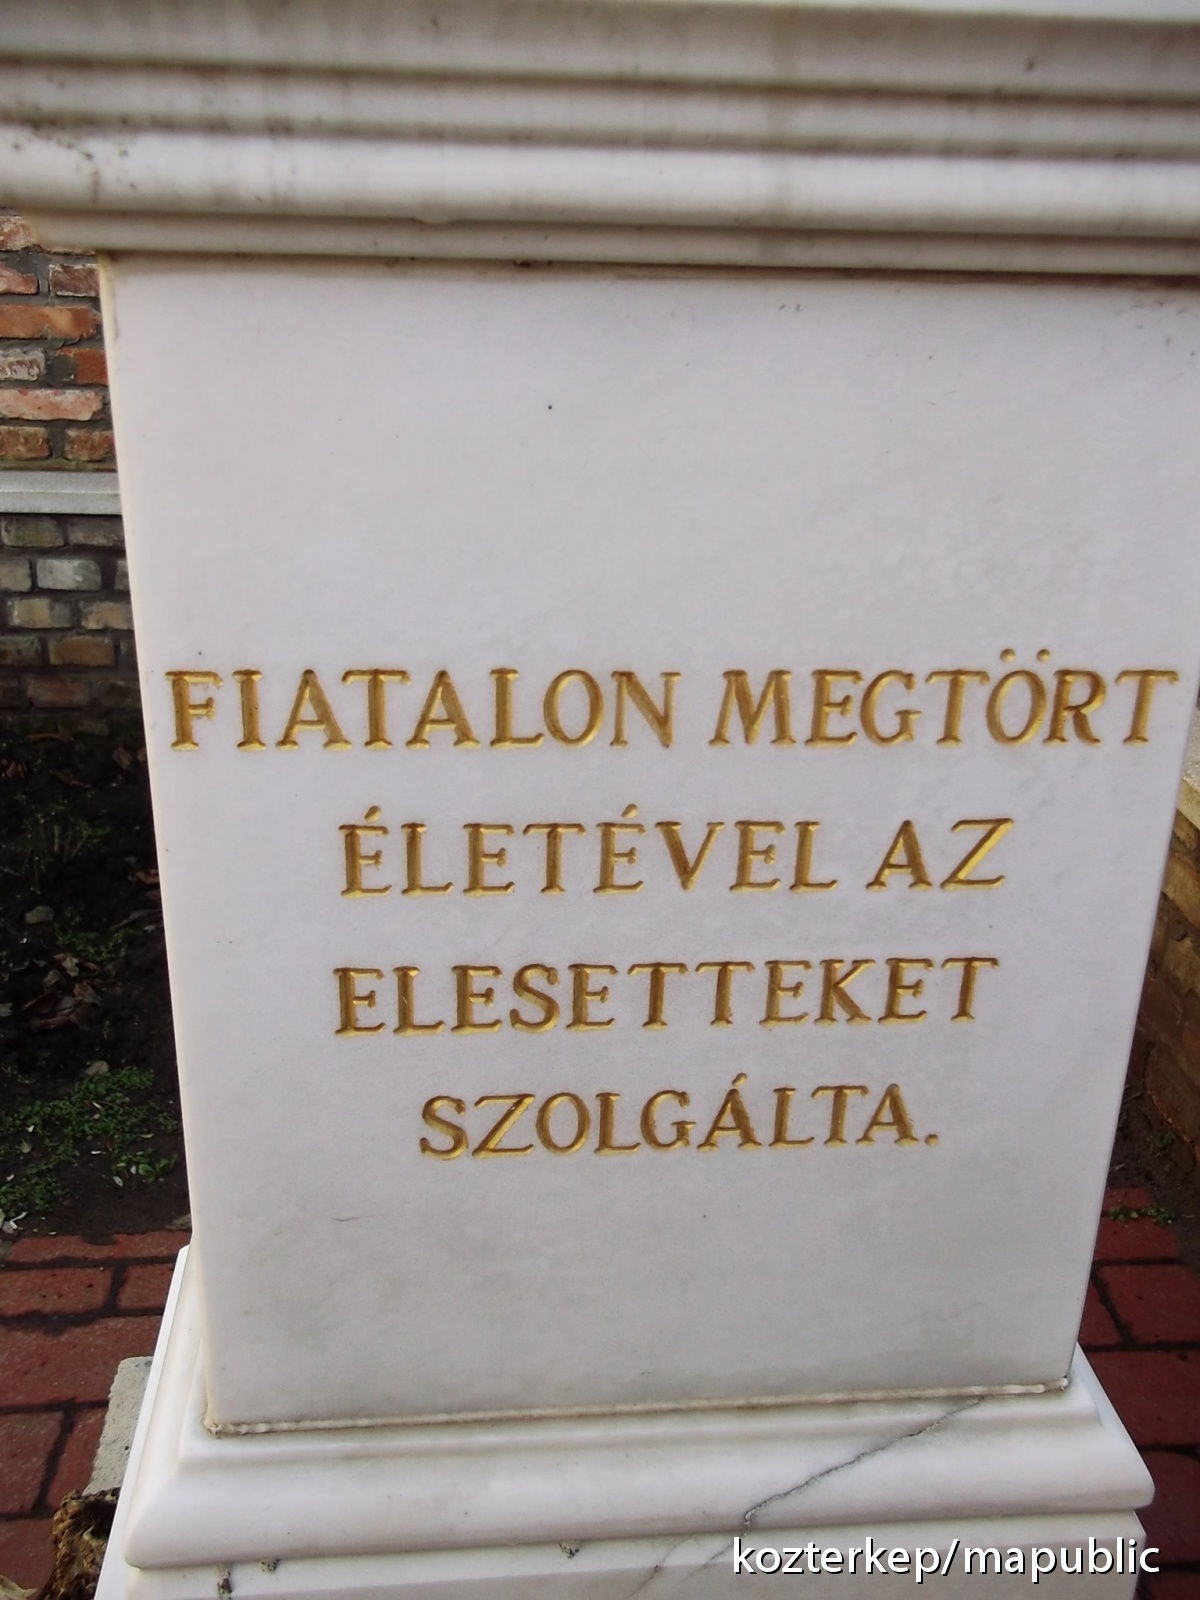 FIATALON MEGTÖRT
ÉLETÉVEL AZ
ELESETTEKET
SZOLGÁLTA.
kozterkep/mapublic